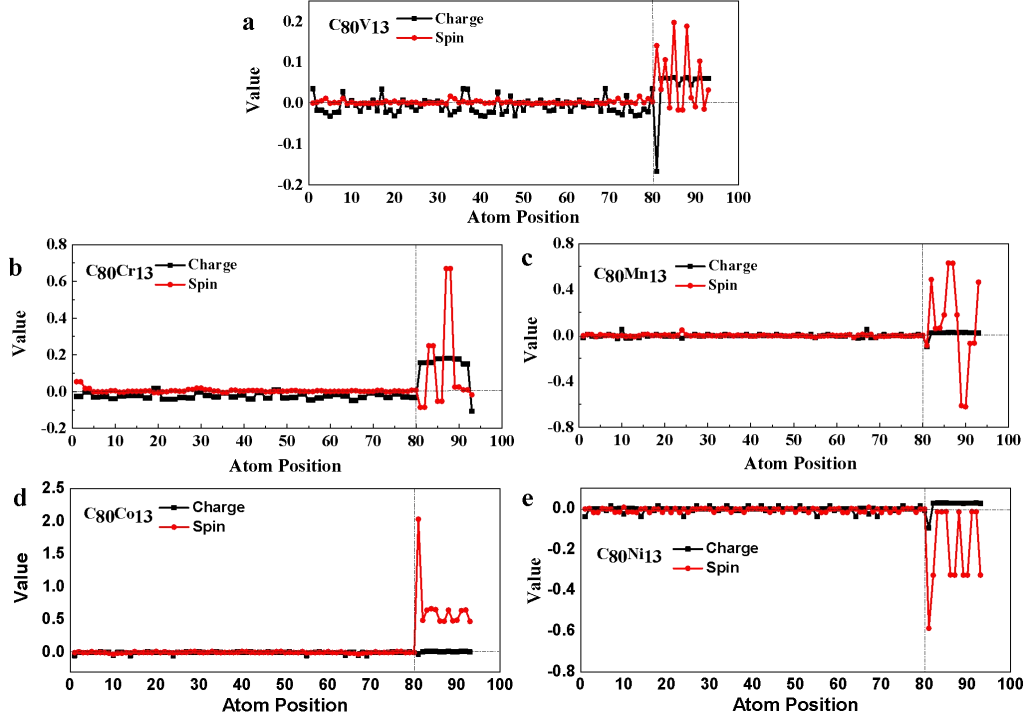 a
C80V13
Charge
Spin
Value
0.2
0.1
0.0
-0.1
-0.2
0 10 20 30 40 50 60 70 80 90 100
Atom Position
b
C80Cr13
Charge
Spin
Value
0.8
0.6
0.4
0.2
0.0
-0.2
0 10 20 30 40 50 60 70 80 90 100
Atom Position
c
C80Mn13
Charge
Spin
Value
0.8
0.4
0.0
-0.4
-0.8
0 10 20 30 40 50 60 70 80 90 100
Atom Position
d
C80Co13
Charge
Spin
Value
2.5
2.0
1.5
1.0
0.5
0.0
0 10 20 30 40 50 60 70 80 90 100
Atom Position
e
C80Ni13
Charge
Spin
Value
0.0
-0.2
-0.4
-0.6
-0.8
0 10 20 30 40 50 60 70 80 90 100
Atom Position